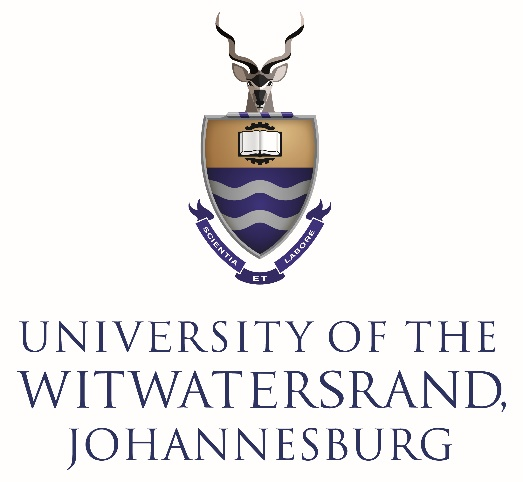 SCIENTIA ET LABORE
UNIVERSITY OF THE
WITWATERSRAND,
JOHANNESBURG